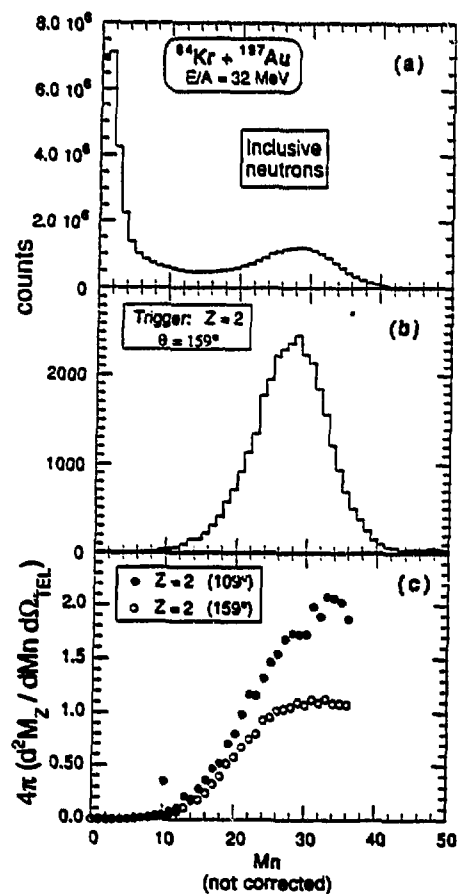 ⁸⁴Kr + ¹⁹⁷Au
E/A = 32 MeV
(a)
Inclusive
neutrons
8.0 10⁶
6.0 10⁶
4.0 10⁶
2.0 10⁶
0
counts
Trigger: Z = 2
θ = 159°
(b)
2000
1000
0
● Z = 2 (109°)
○ Z = 2 (159°)
(c)
2.0
1.5
1.0
0.50
0.0
4π (d²M_Z / dMn dΩ_TEL)
0 10 20 30 40 50
Mn
(not corrected)